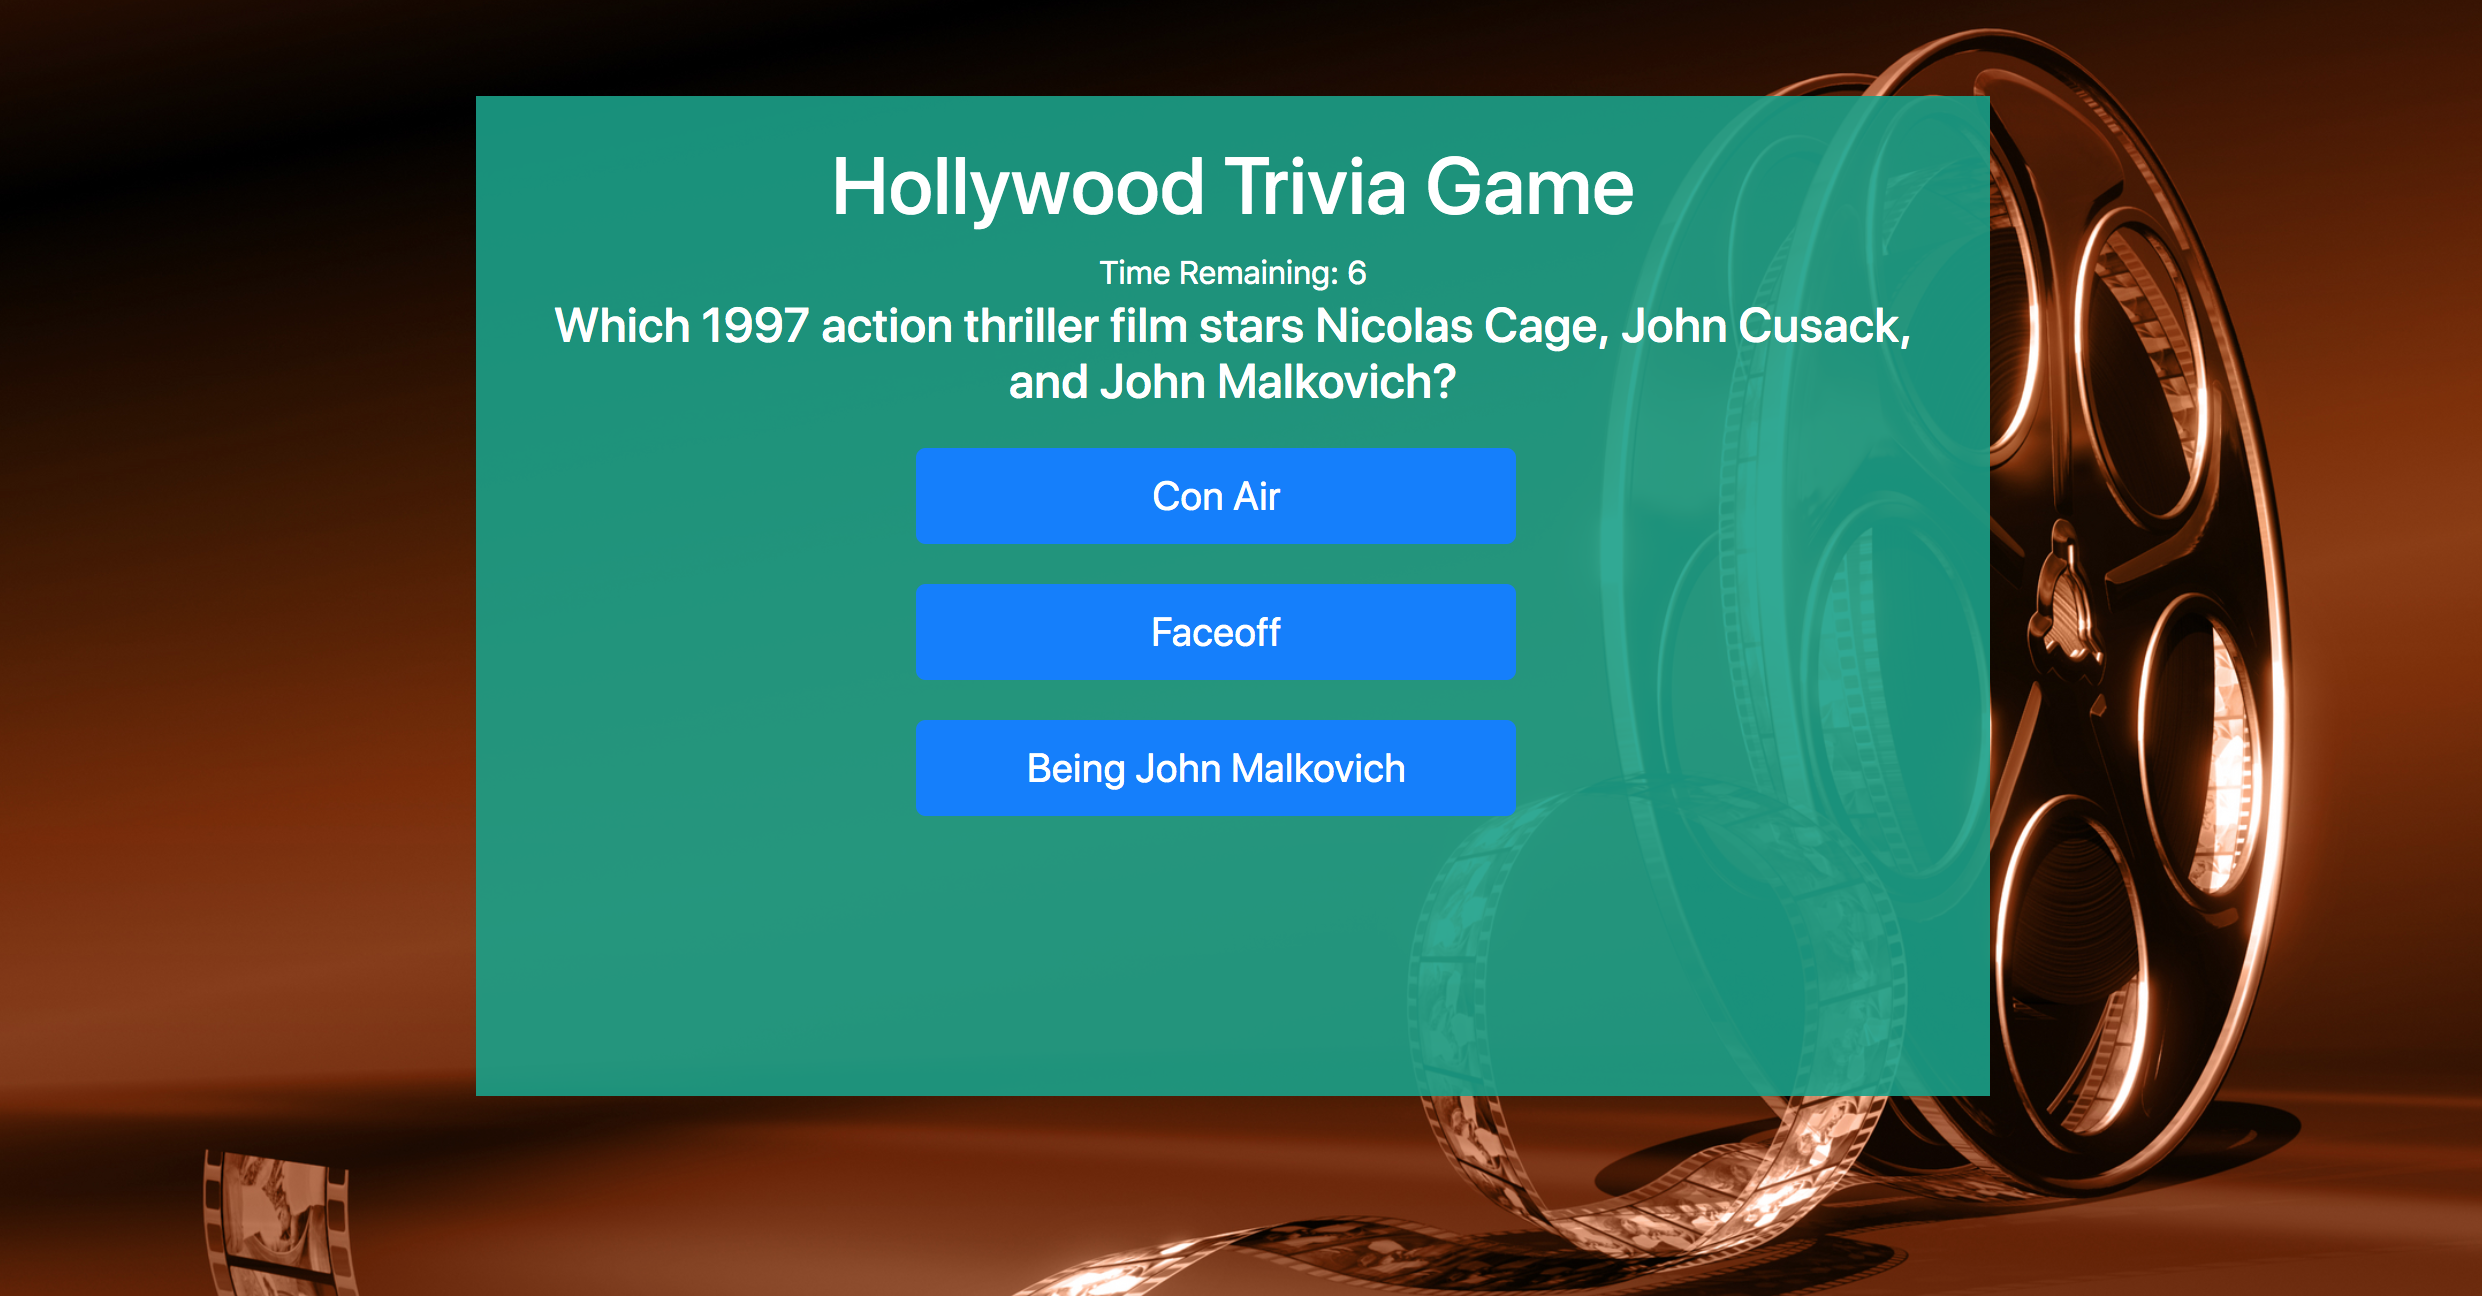 Hollywood Trivia Game
Time Remaining: 6
Which 1997 action thriller film stars Nicolas Cage, John Cusack,
and John Malkovich?
Con Air
Faceoff
Being John Malkovich